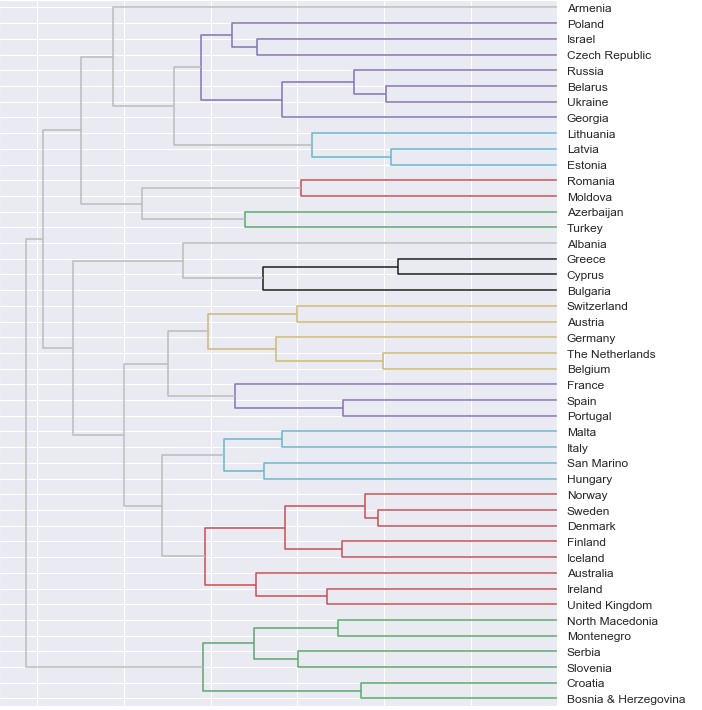 Armenia
Poland
Israel
Czech Republic
Russia
Belarus
Ukraine
Georgia
Lithuania
Latvia
Estonia
Romania
Moldova
Azerbaijan
Turkey
Albania
Greece
Cyprus
Bulgaria
Switzerland
Austria
Germany
The Netherlands
Belgium
France
Spain
Portugal
Malta
Italy
San Marino
Hungary
Norway
Sweden
Denmark
Finland
Iceland
Australia
Ireland
United Kingdom
North Macedonia
Montenegro
Serbia
Slovenia
Croatia
Bosnia & Herzegovina